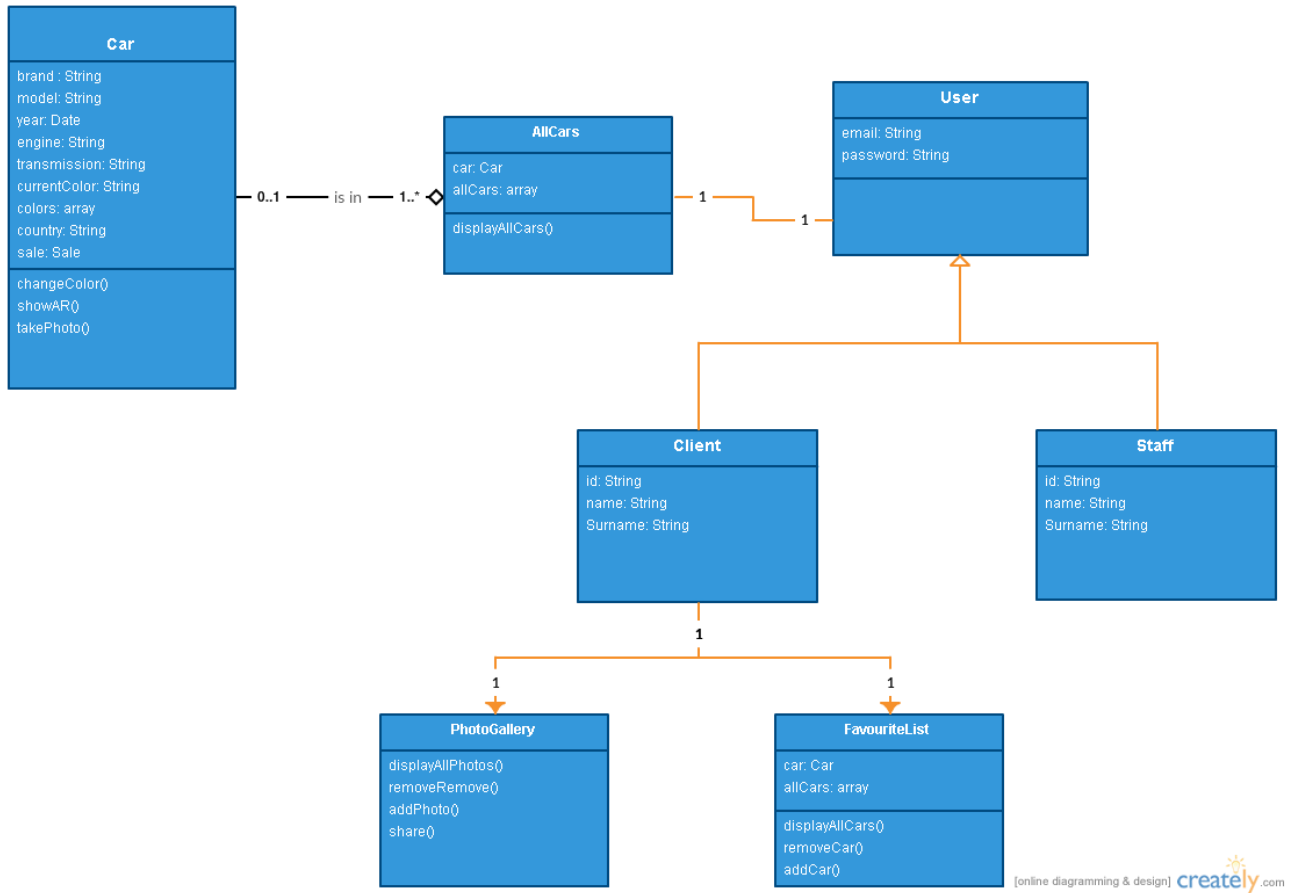 Car
brand : String
model: String
year: Date
engine: String
transmission: String
currentColor: String
colors: array
country: String
sale: Sale
changeColor()
showAR()
takePhoto()
0..1
is in
1..*
AllCars
car: Car
allCars: array
displayAllCars()
1
1
User
email: String
password: String
Client
id: String
name: String
Surname: String
Staff
id: String
name: String
Surname: String
1
1
1
PhotoGallery
displayAllPhotos()
removeRemove()
addPhoto()
share()
FavouriteList
car: Car
allCars: array
displayAllCars()
removeCar()
addCar()
[online diagramming & design] creately.com